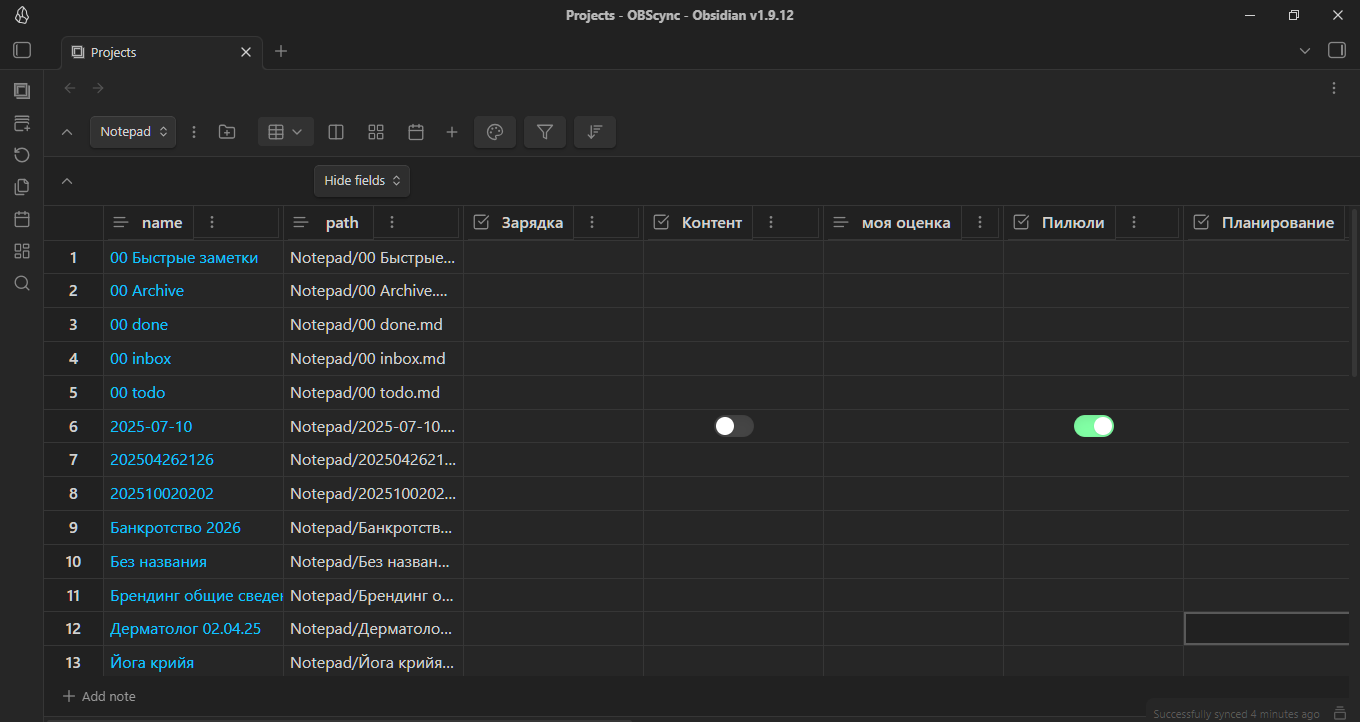 Projects - OBScync - Obsidian v1.9.12
Projects
Notepad
Hide fields
name path Зарядка Контент моя оценка Пилюли Планирование
1 00 Быстрые заметки Notepad/00 Быстрые...
2 00 Archive Notepad/00 Archive....
3 00 done Notepad/00 done.md
4 00 inbox Notepad/00 inbox.md
5 00 todo Notepad/00 todo.md
6 2025-07-10 Notepad/2025-07-10....
7 202504262126 Notepad/2025042621...
8 202510020202 Notepad/2025100202...
9 Банкротство 2026 Notepad/Банкротств...
10 Без названия Notepad/Без назван...
11 Брендинг общие сведен Notepad/Брендинг о...
12 Дерматолог 02.04.25 Notepad/Дерматоло...
13 Йога крийя Notepad/Йога крийя...
Add note
Successfully synced 4 minutes ago